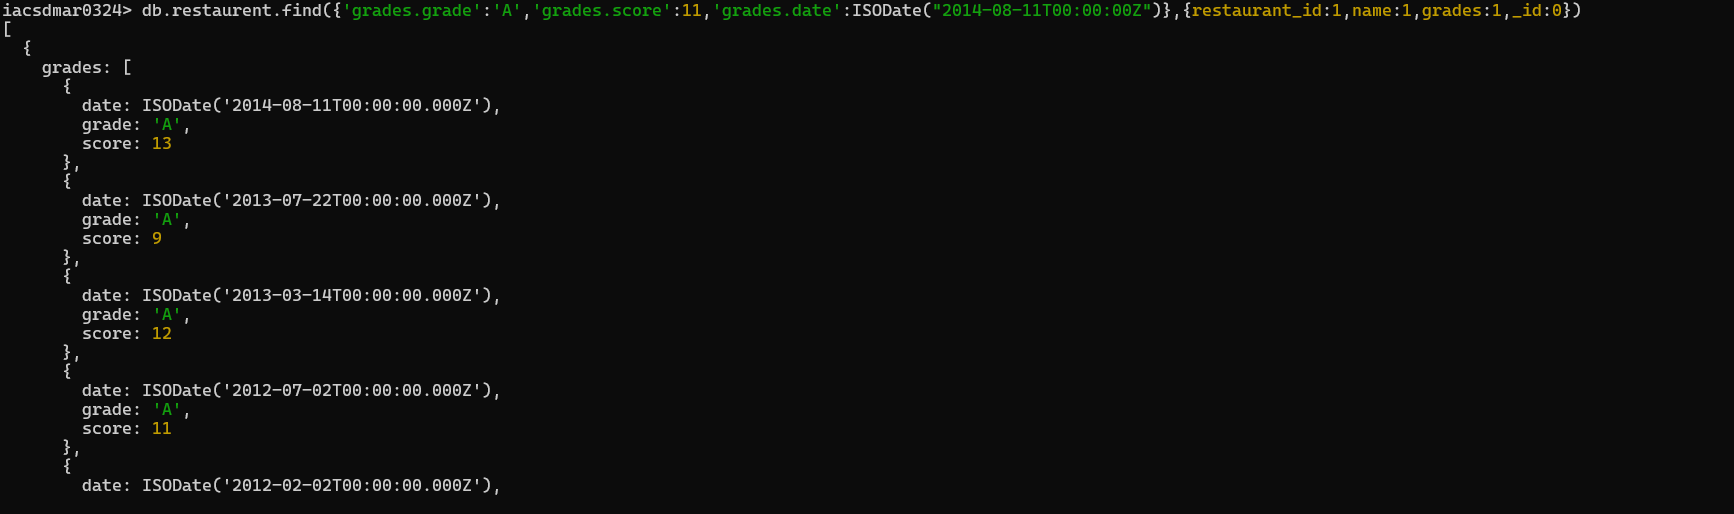 iacsdmar0324> db.restaurent.find({'grades.grade':'A','grades.score':11,'grades.date':ISODate("2014-08-11T00:00:00Z")},{restaurant_id:1,name:1,grades:1,_id:0})
[
  {
    grades: [
      {
        date: ISODate('2014-08-11T00:00:00.000Z'),
        grade: 'A',
        score: 13
      },
      {
        date: ISODate('2013-07-22T00:00:00.000Z'),
        grade: 'A',
        score: 9
      },
      {
        date: ISODate('2013-03-14T00:00:00.000Z'),
        grade: 'A',
        score: 12
      },
      {
        date: ISODate('2012-07-02T00:00:00.000Z'),
        grade: 'A',
        score: 11
      },
      {
        date: ISODate('2012-02-02T00:00:00.000Z'),